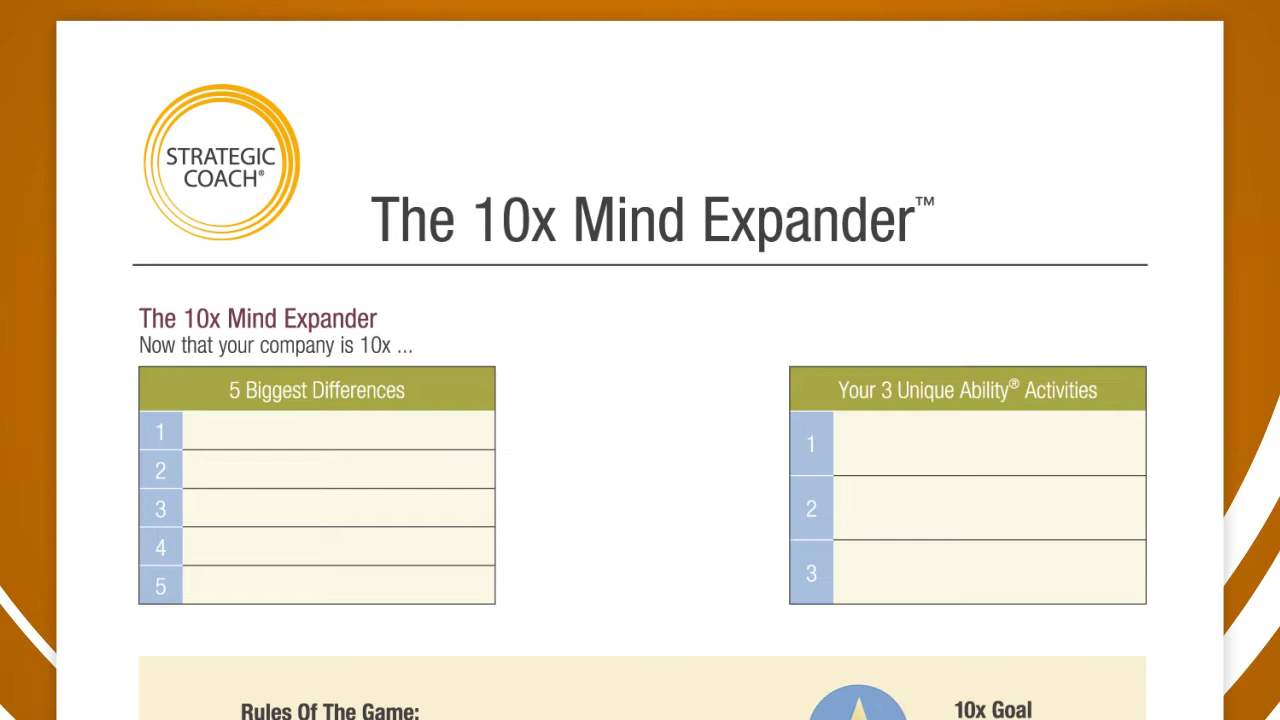 STRATEGIC
COACH®
The 10x Mind Expander™
The 10x Mind Expander
Now that your company is 10x ...
5 Biggest Differences
1
2
3
4
5
Your 3 Unique Ability® Activities
1
2
3
Rules Of The Game:
10x Goal